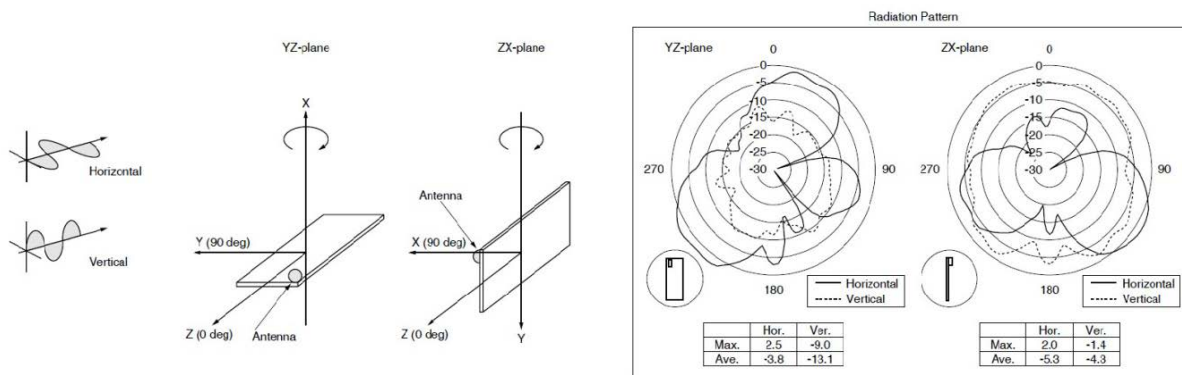 Radiation Pattern
YZ-plane
ZX-plane
YZ-plane
0
ZX-plane
0
0
-5
-10
-15
-20
-25
-30
0
-5
-10
-15
-20
-25
-30
X
Z
Horizontal
Antenna
270
90
270
90
Y (90 deg)
X (90 deg)
Vertical
Z (0 deg)
Antenna
Z (0 deg)
Y
180
Horizontal
Vertical
180
Horizontal
Vertical
Hor. Ver.
Max. 2.5 -9.0
Ave. -3.8 -13.1
Hor. Ver.
Max. 2.0 -1.4
Ave. -5.3 -4.3